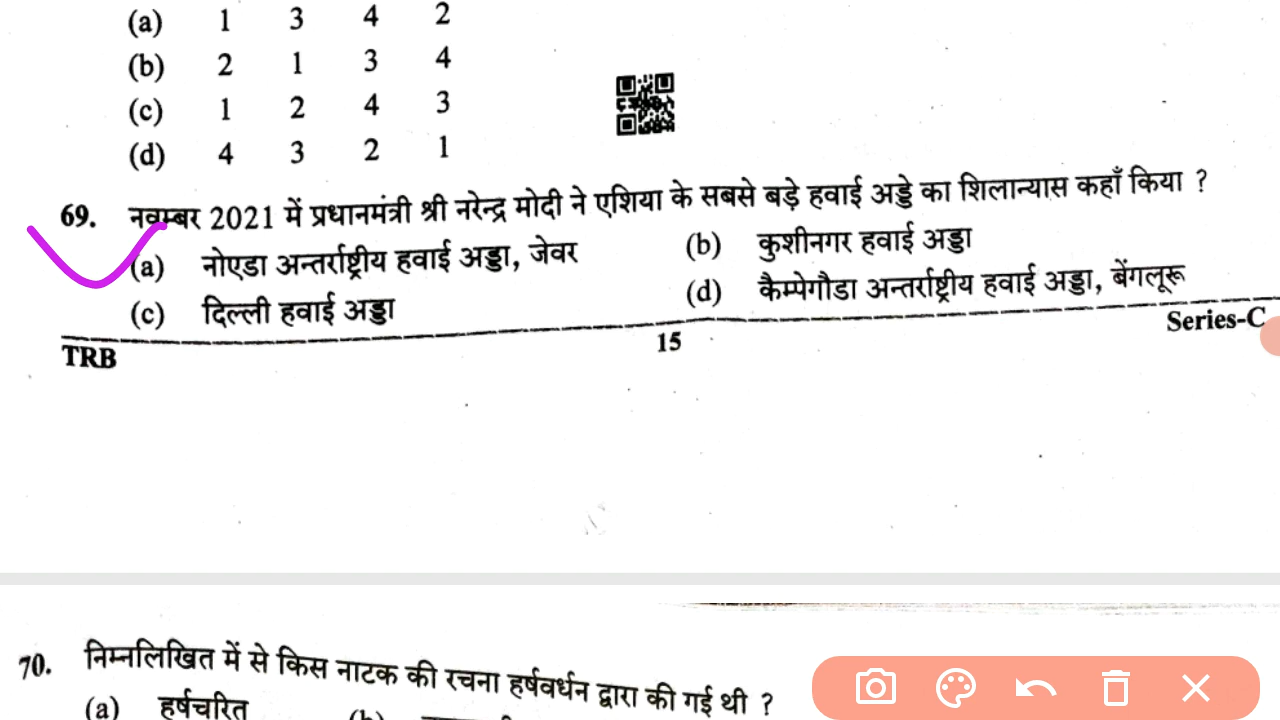 (a) 1 3 4 2
(b) 2 1 3 4
(c) 1 2 4 3
(d) 4 3 2 1
69. नवम्बर 2021 में प्रधानमंत्री श्री नरेन्द्र मोदी ने एशिया के सबसे बड़े हवाई अड्डे का शिलान्यास कहाँ किया ?
(a) नोएडा अन्तर्राष्ट्रीय हवाई अड्डा, जेवर (b) कुशीनगर हवाई अड्डा
(c) दिल्ली हवाई अड्डा (d) कैम्पेगौडा अन्तर्राष्ट्रीय हवाई अड्डा, बेंगलूरू
TRB 15 Series-C
70. निम्नलिखित में से किस नाटक की रचना हर्षवर्धन द्वारा की गई थी ?
(a) हर्षचरित (b)